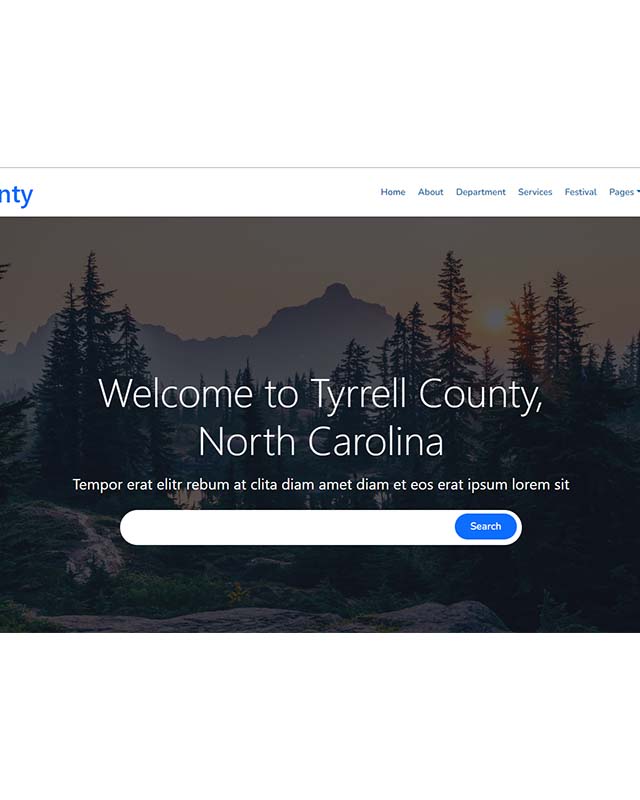 nty
Home About Department Services Festival Pages
Welcome to Tyrrell County,
North Carolina
Tempor erat elitr rebum at clita diam amet diam et eos erat ipsum lorem sit
Search